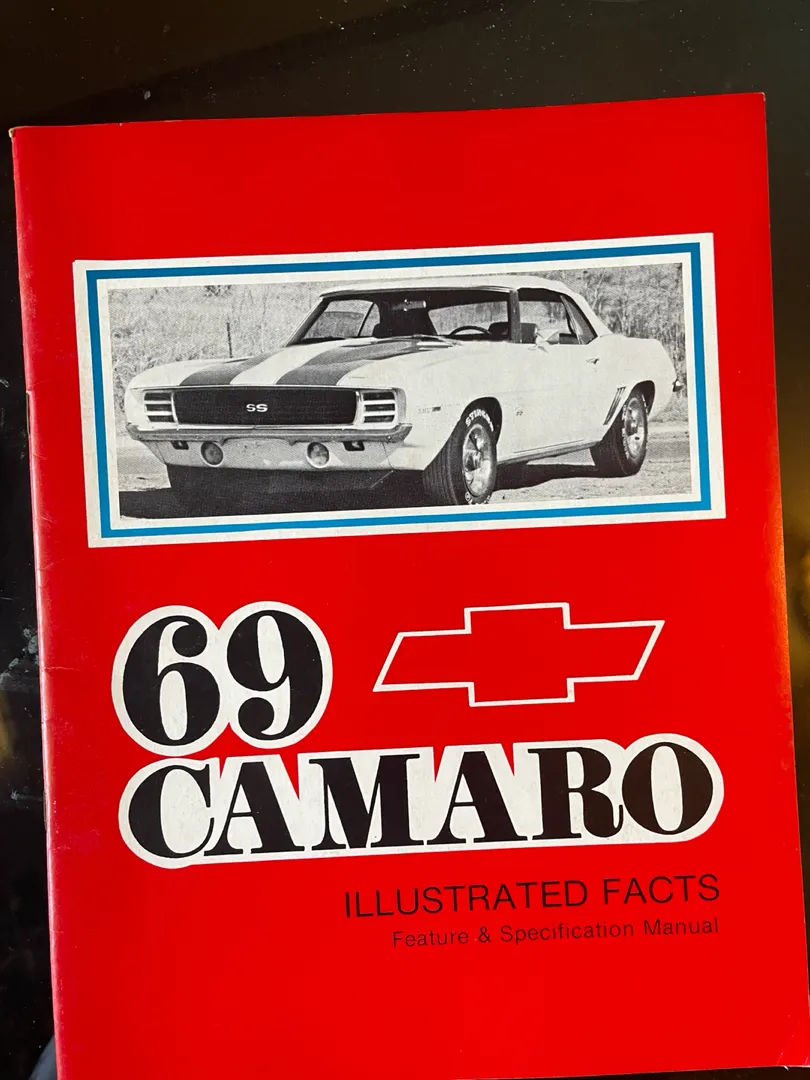 SS
69
CAMARO
ILLUSTRATED FACTS
Feature & Specification Manual